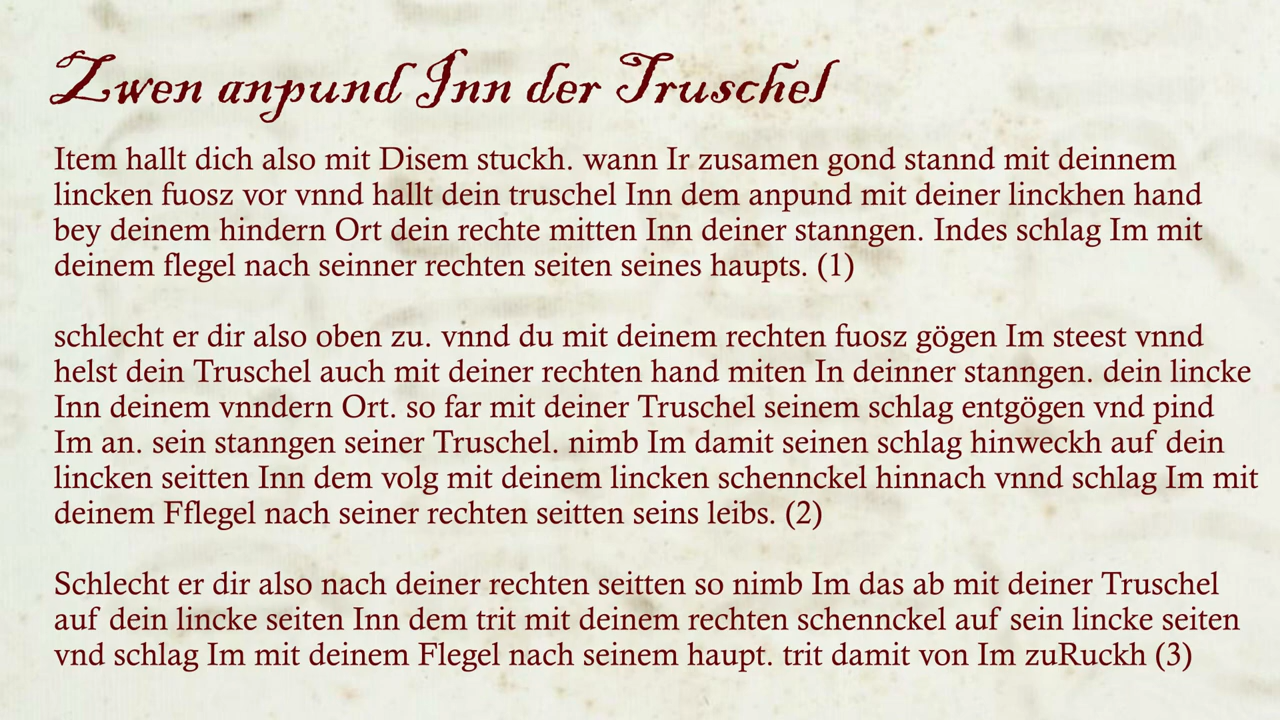 Zwen anpund Inn der Truschel
Item hallt dich also mit Disem stuckh. wann Ir zusamen gond stannd mit deinnem
lincken fuosz vor vnnd hallt dein truschel Inn dem anpund mit deiner linckhen hand
bey deinem hindern Ort dein rechte mitten Inn deiner stanngen. Indes schlag Im mit
deinem flegel nach seinner rechten seiten seines haupts. (1)
schlecht er dir also oben zu. vnnd du mit deinem rechten fuosz gögen Im steest vnnd
helst dein Truschel auch mit deiner rechten hand miten In deinner stanngen. dein lincke
Inn deinem vnndern Ort. so far mit deiner Truschel seinem schlag entgögen vnd pind
Im an. sein stanngen seiner Truschel. nimb Im damit seinen schlag hinweckh auf dein
lincken seitten Inn dem volg mit deinem lincken schennckel hinnach vnnd schlag Im mit
deinem Fflegel nach seiner rechten seitten seins leibs. (2)
Schlecht er dir also nach deiner rechten seitten so nimb Im das ab mit deiner Truschel
auf dein lincke seiten Inn dem trit mit deinem rechten schennckel auf sein lincke seiten
vnd schlag Im mit deinem Flegel nach seinem haupt. trit damit von Im zuRuckh (3)